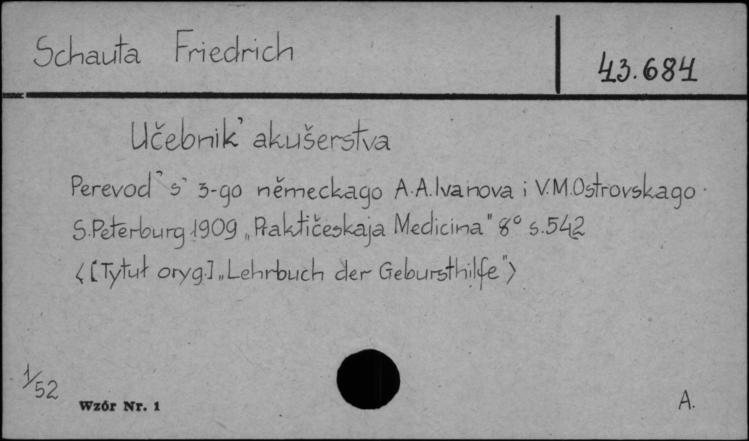 Schauta Friedrich
43.684
Učebnik' akušerstva
Perevod' s' 3-go německago A.A.Ivanova i V.M.Ostrovskago.
S.Peterburg 1909 „Praktičeskaja Medicina" 8° s.542
<[Tytuł oryg.] „Lehrbuch der Gebursthilfe">
1/52
Wzór Nr. 1
A.